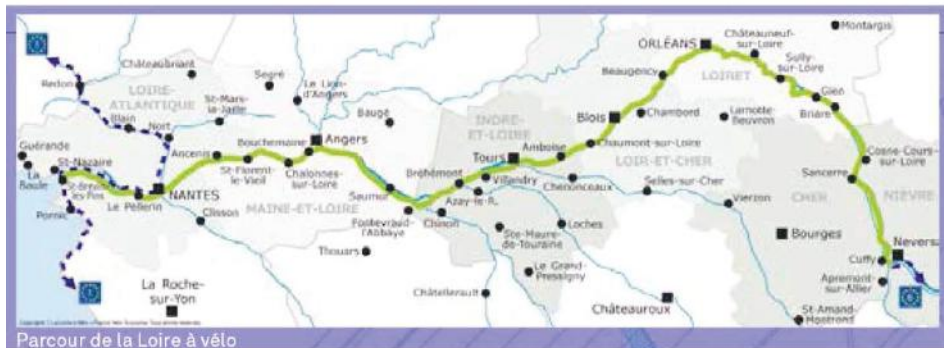 Montargis
ORLÉANS
Châteauneuf-
sur-Loire
Sully-
sur-Loire
Redon
Châteaubriant
Segré
Le Lion-
d'Angers
Beaugency
LOIRET
Gien
LOIRE-
ATLANTIQUE
St-Mars-
la-Jaille
Baugé
Blois
Chambord
Lamotte-
Beuvron
Briare
Blain
Nort
Bouchemaine
Angers
INDRE-
ET-LOIRE
Amboise
Chaumont-sur-Loire
Cosne-Cours-
sur-Loire
Guérande
La
Baule
St-Nazaire
St-Brévin
les-Pins
Ancenis
St-Florent-
le-Vieil
Chalonnes-
sur-Loire
Saumur
Bréhémont
Tours
Villandry
LOIR-ET-CHER
Chenonceaux
Sancerre
NIÈVRE
Pornic
Le Pellerin
NANTES
Clisson
MAINE-ET-LOIRE
Fontevraud-
l'Abbaye
Chinon
Azay-le-R.
Selles-sur-Cher
Vierzon
CHER
Thouars
Ste-Maure-
de-Touraine
Loches
Bourges
Nevers
Cuffy
La Roche-
sur-Yon
Châtellerault
Le Grand-
Pressigny
Châteauroux
Apremont-
sur-Allier
St-Amand-
Montrond
Parcour de la Loire à vélo